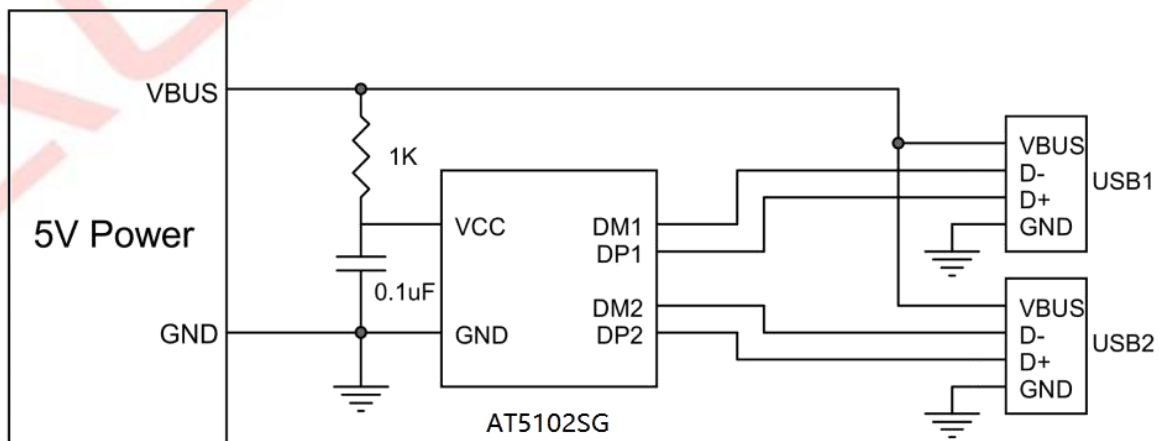 VBUS
1K
5V Power
VCC
0.1uF
GND
GND
DM1
DP1
DM2
DP2
AT5102SG
VBUS
D-
D+
GND
USB1
VBUS
D-
D+
GND
USB2